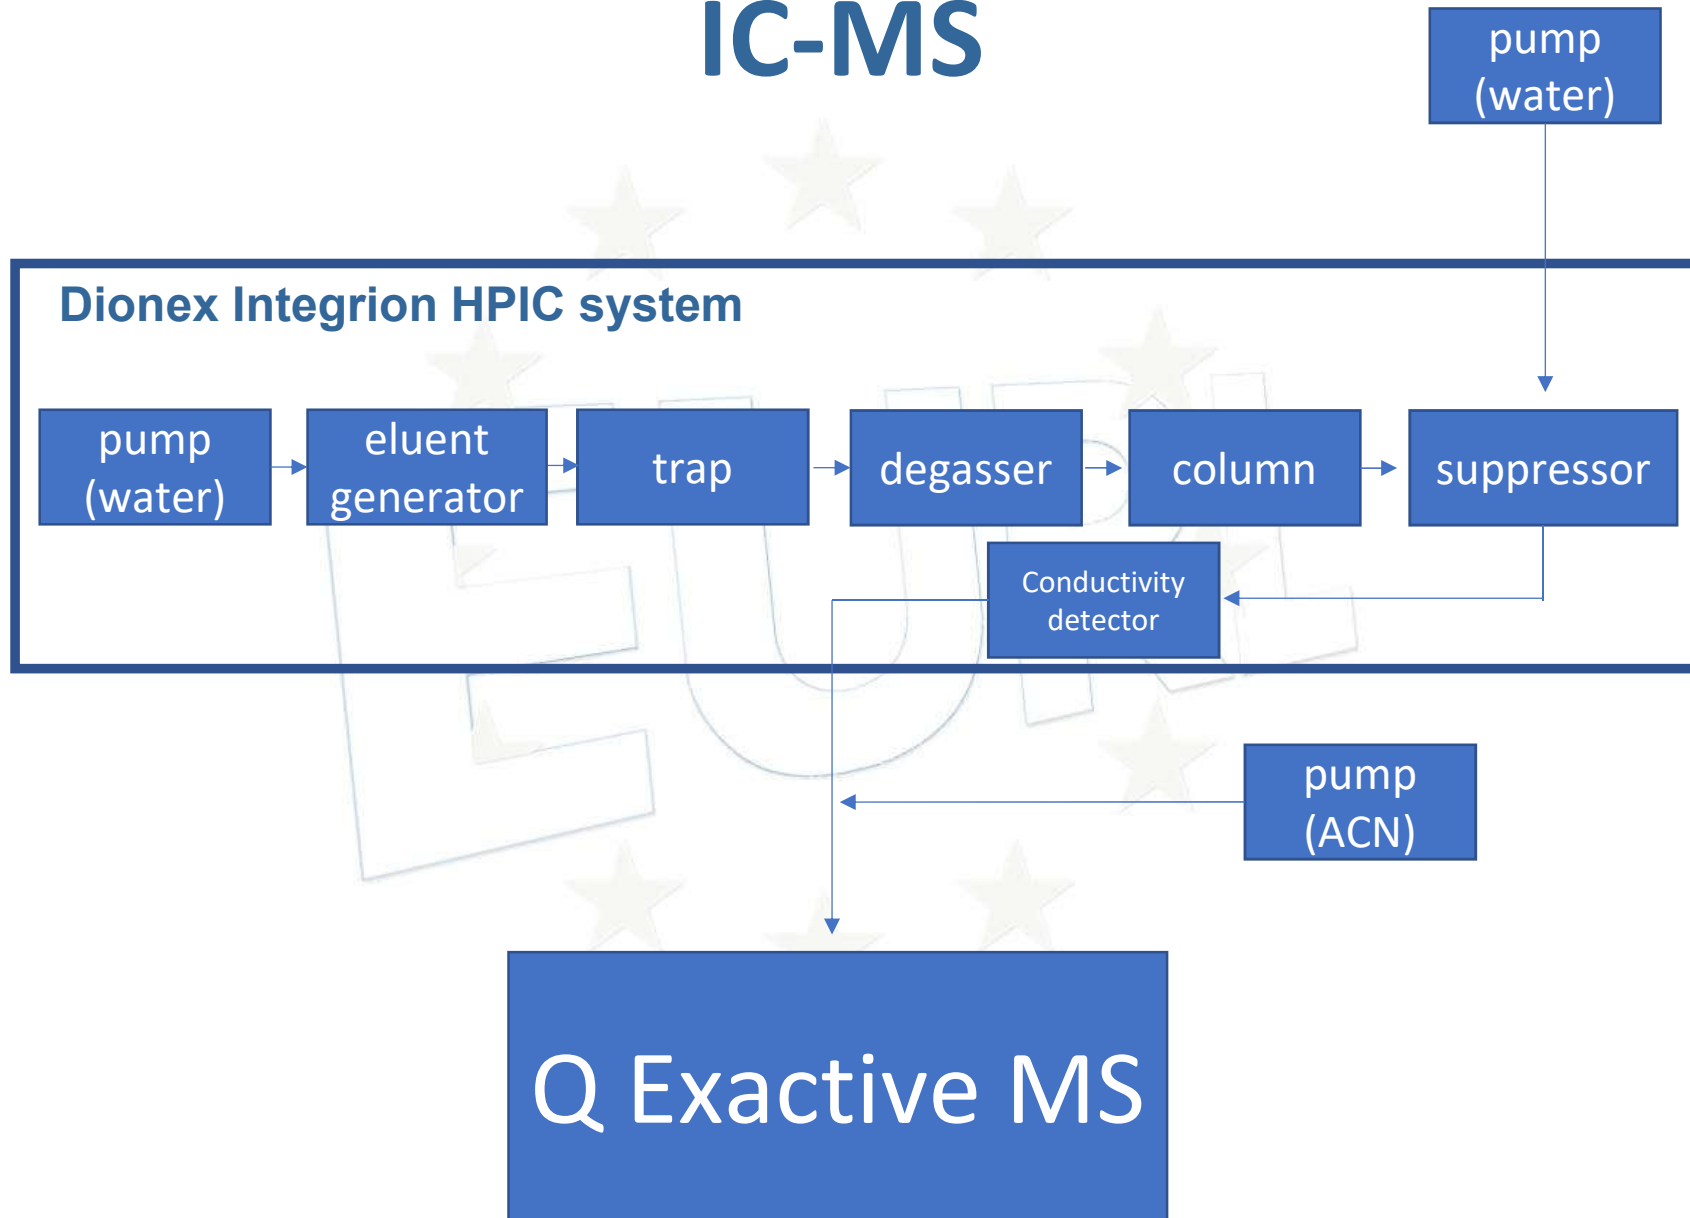 IC-MS
pump
(water)
Dionex Integrion HPIC system
pump
(water)
eluent
generator
trap
degasser
column
suppressor
Conductivity
detector
pump
(ACN)
Q Exactive MS
EURL